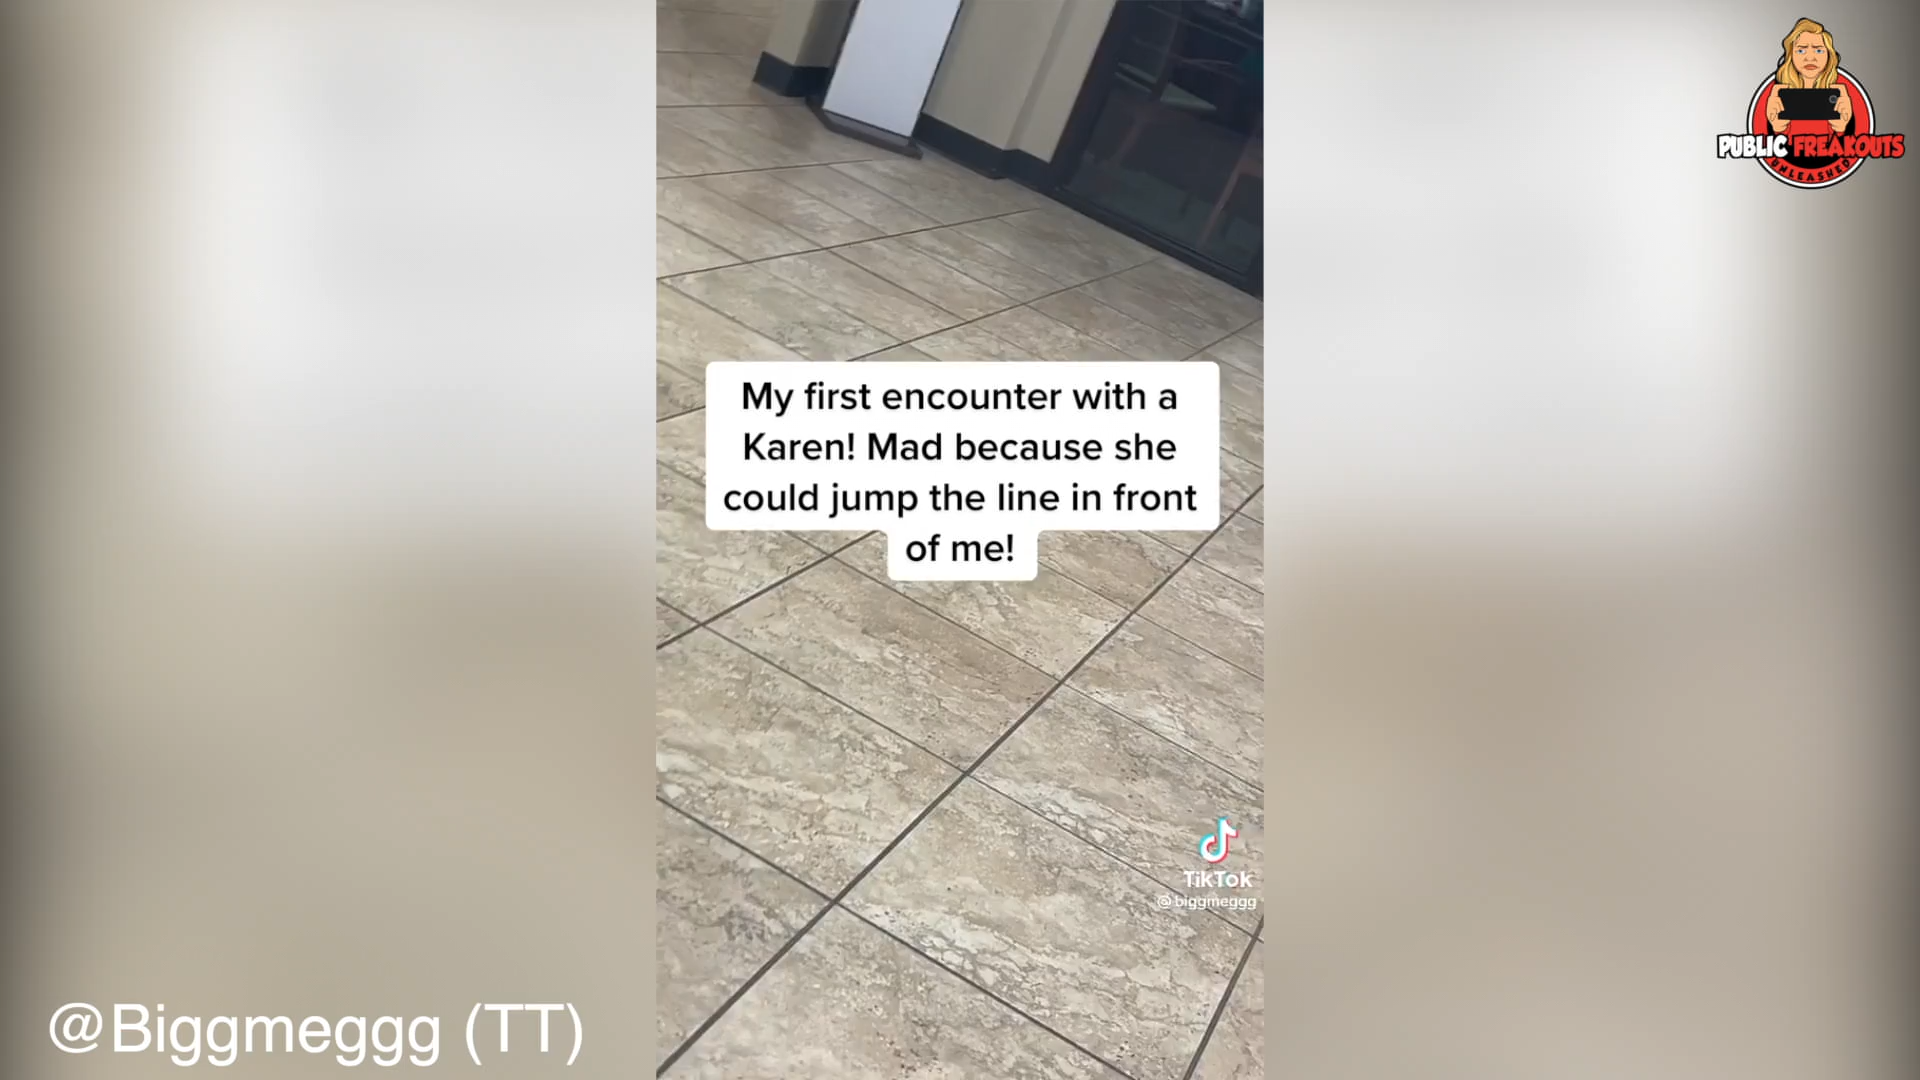 PUBLIC FREAKOUTS
UNLEASHED
My first encounter with a
Karen! Mad because she
could jump the line in front
of me!
TikTok
@biggmeggg
@Biggmeggg (TT)